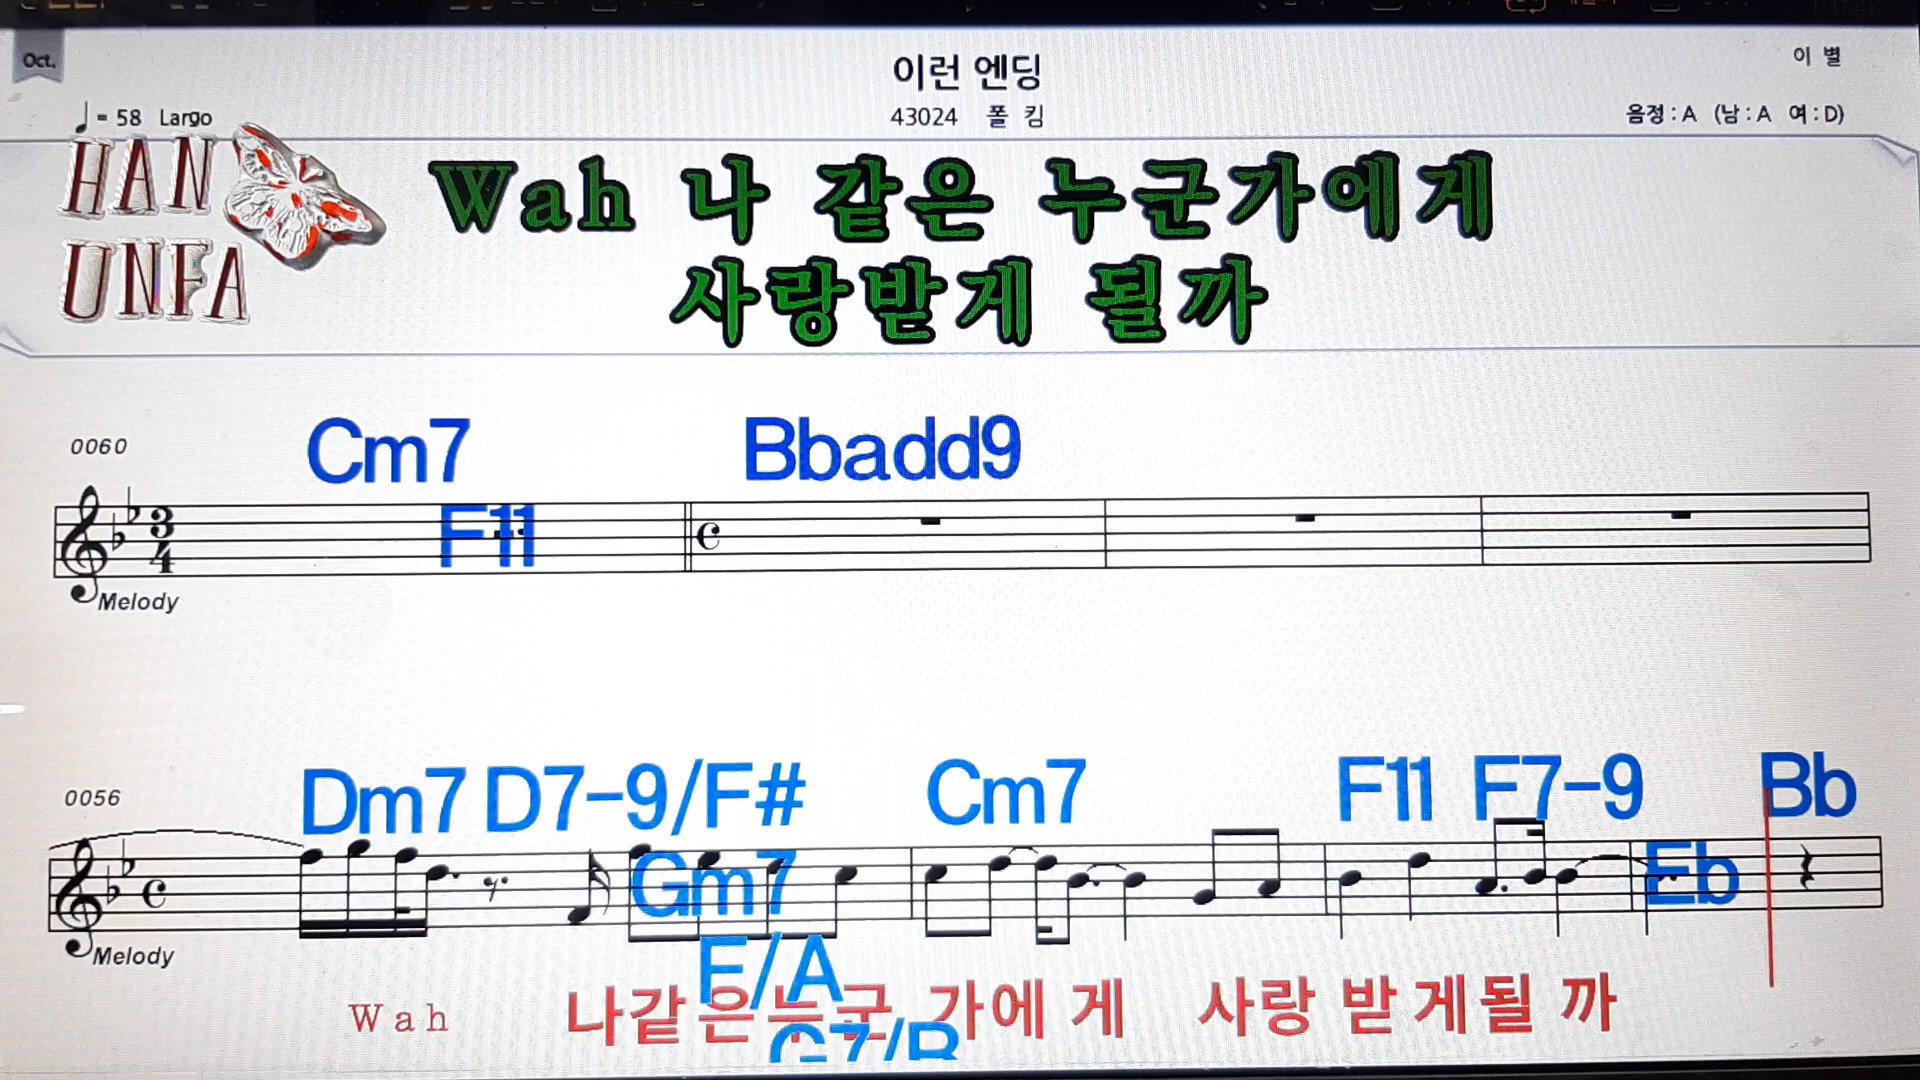 Oct.
이런 엔딩
이 별
♩= 58 Largo
43024 폴 킴
음정 : A (남 : A 여 : D)
HAN
UNFA
Wah 나 같은 누군가에게
사랑받게 될까
0060
Cm7 Bbadd9
F11
3
4
Melody
0056
Dm7 D7-9/F# Cm7 F11 F7-9 Bb
Gm7 Eb
F/A
Melody
Wah 나같은누군 가에 게 사랑 받게될 까